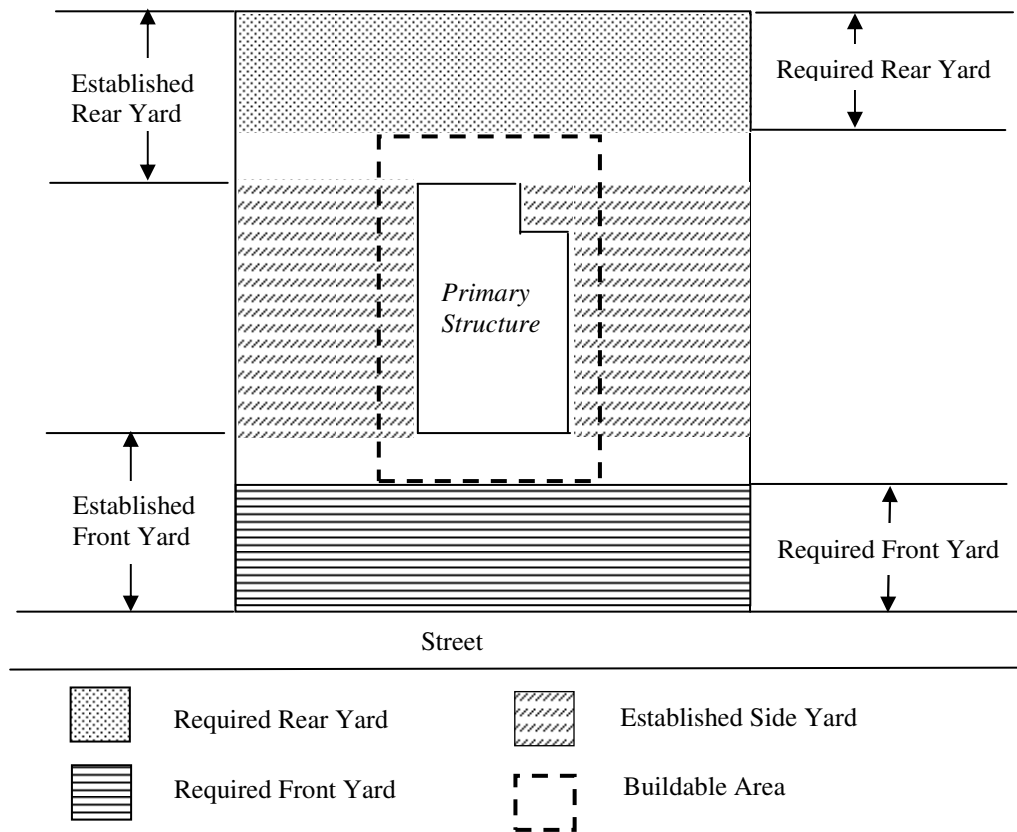 Established
Rear Yard
Required Rear Yard
Primary
Structure
Established
Front Yard
Required Front Yard
Street
Required Rear Yard
Established Side Yard
Required Front Yard
Buildable Area